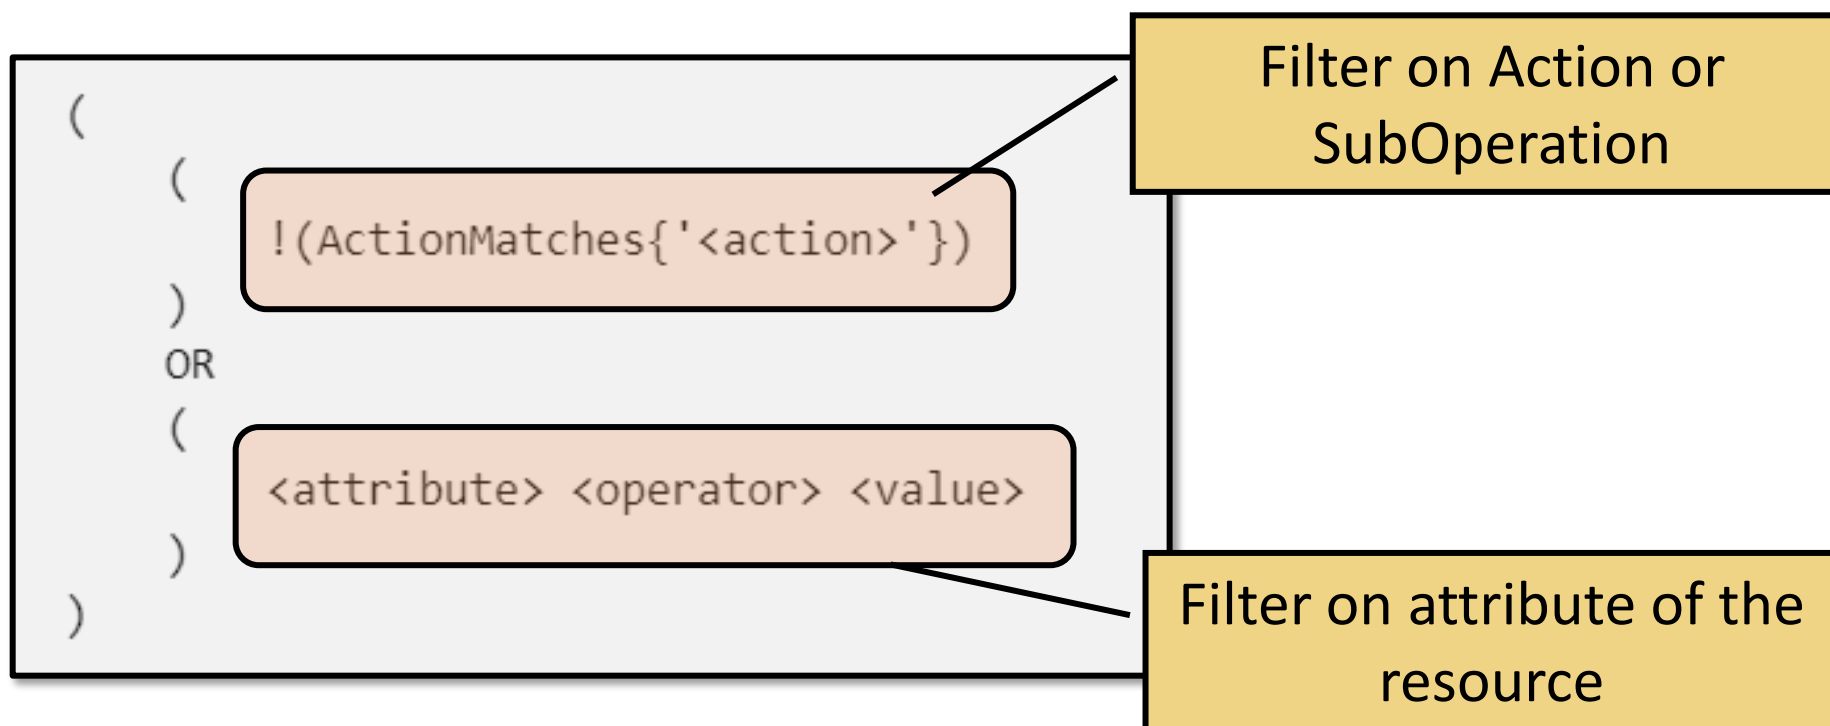 Filter on Action or
SubOperation
(
(
!(ActionMatches{'<action>'})
)
OR
(
<attribute> <operator> <value>
)
)
Filter on attribute of the
resource